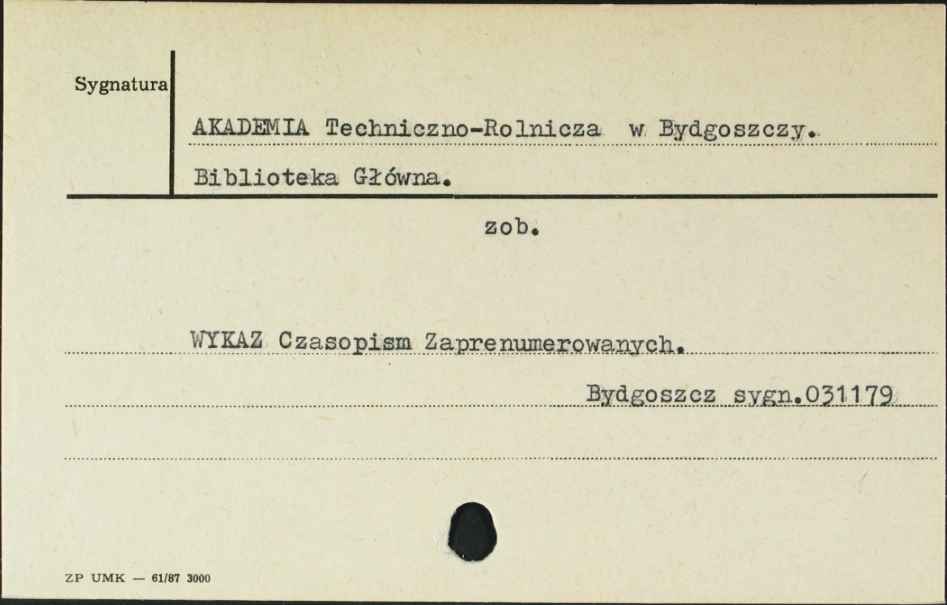 Sygnatura
AKADEMIA Techniczno-Rolnicza w Bydgoszczy.
Biblioteka Główna.
zob.
WYKAZ Czasopism Zaprenumerowanych.
Bydgoszcz sygn.031179
ZP UMK — 61/87 3000